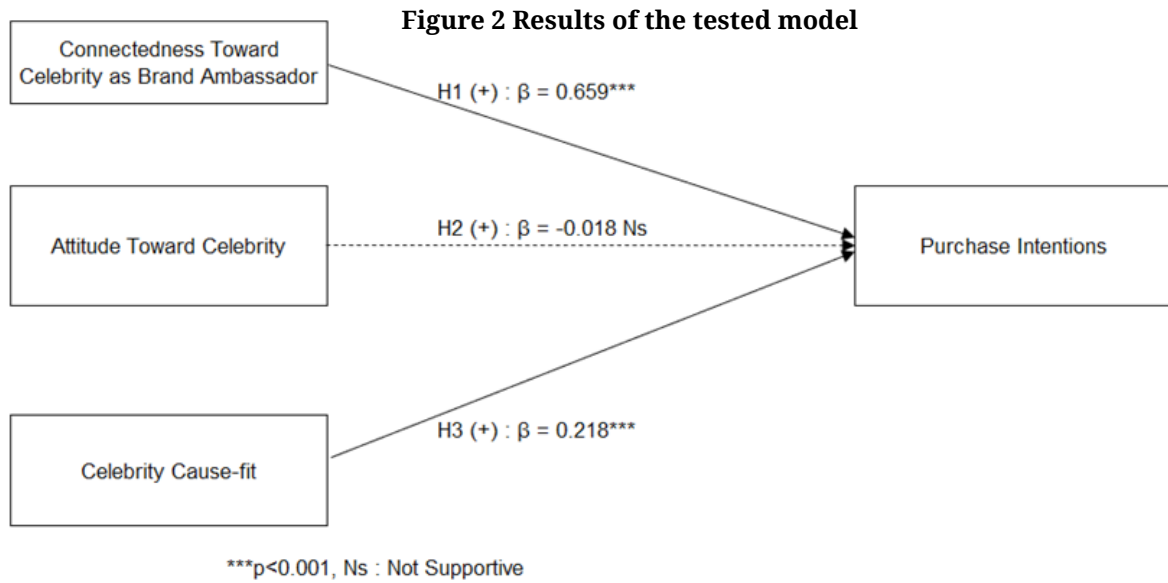 Figure 2 Results of the tested model
Connectedness Toward
Celebrity as Brand Ambassador
H1 (+) : β = 0.659***
Attitude Toward Celebrity
H2 (+) : β = -0.018 Ns
Purchase Intentions
Celebrity Cause-fit
H3 (+) : β = 0.218***
***p<0.001, Ns : Not Supportive